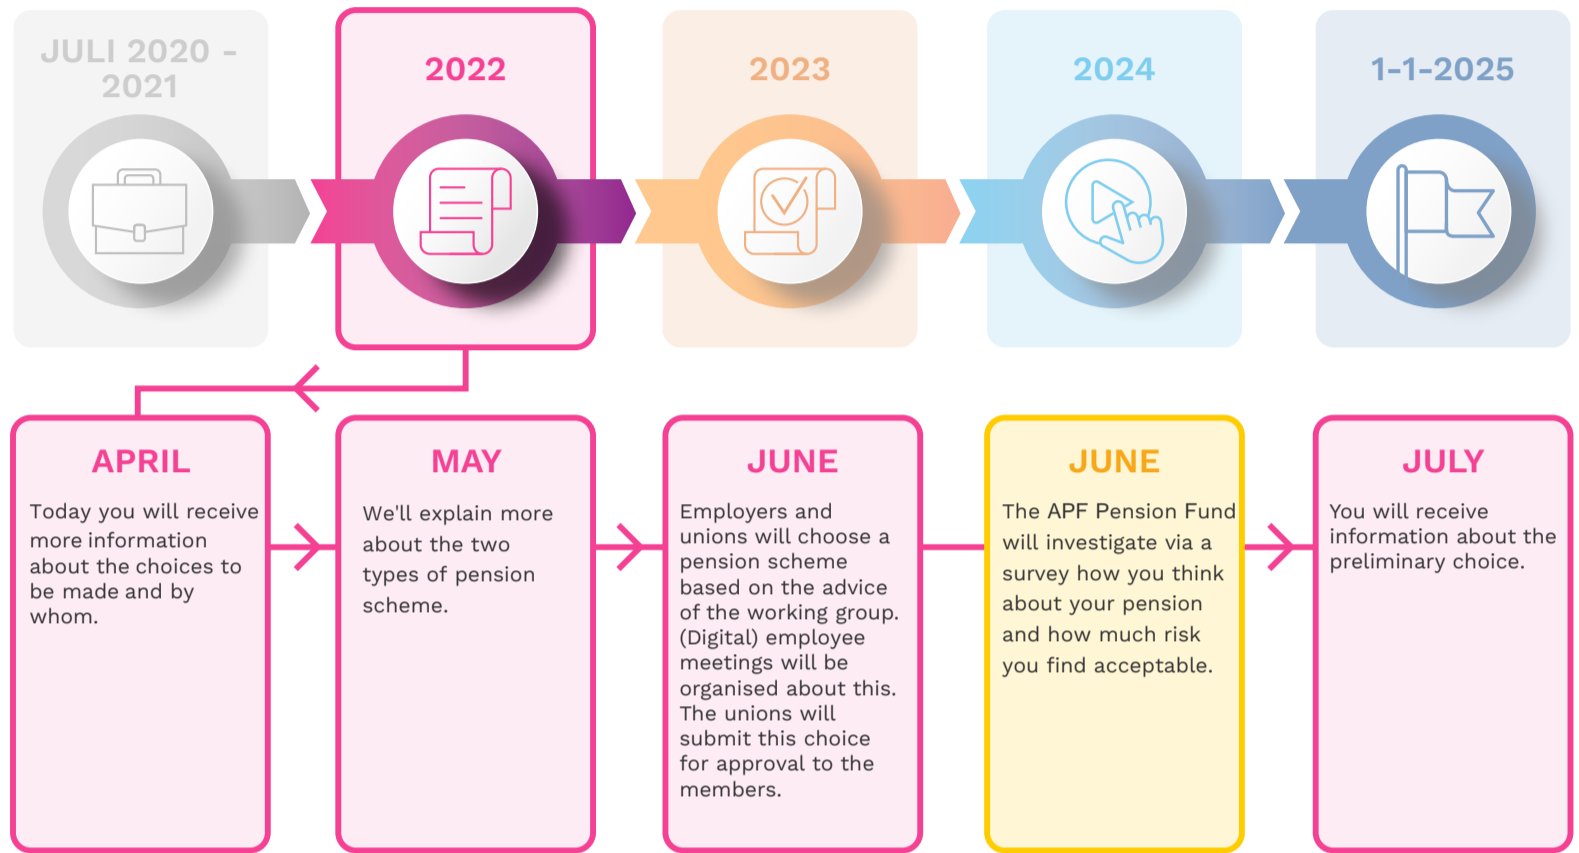 JULI 2020 -
2021
2022
2023
2024
1-1-2025
APRIL
Today you will receive
more information
about the choices to
be made and by
whom.
MAY
We'll explain more
about the two
types of pension
scheme.
JUNE
Employers and
unions will choose a
pension scheme
based on the advice
of the working group.
(Digital) employee
meetings will be
organised about this.
The unions will
submit this choice
for approval to the
members.
JUNE
The APF Pension Fund
will investigate via a
survey how you think
about your pension
and how much risk
you find acceptable.
JULY
You will receive
information about the
preliminary choice.